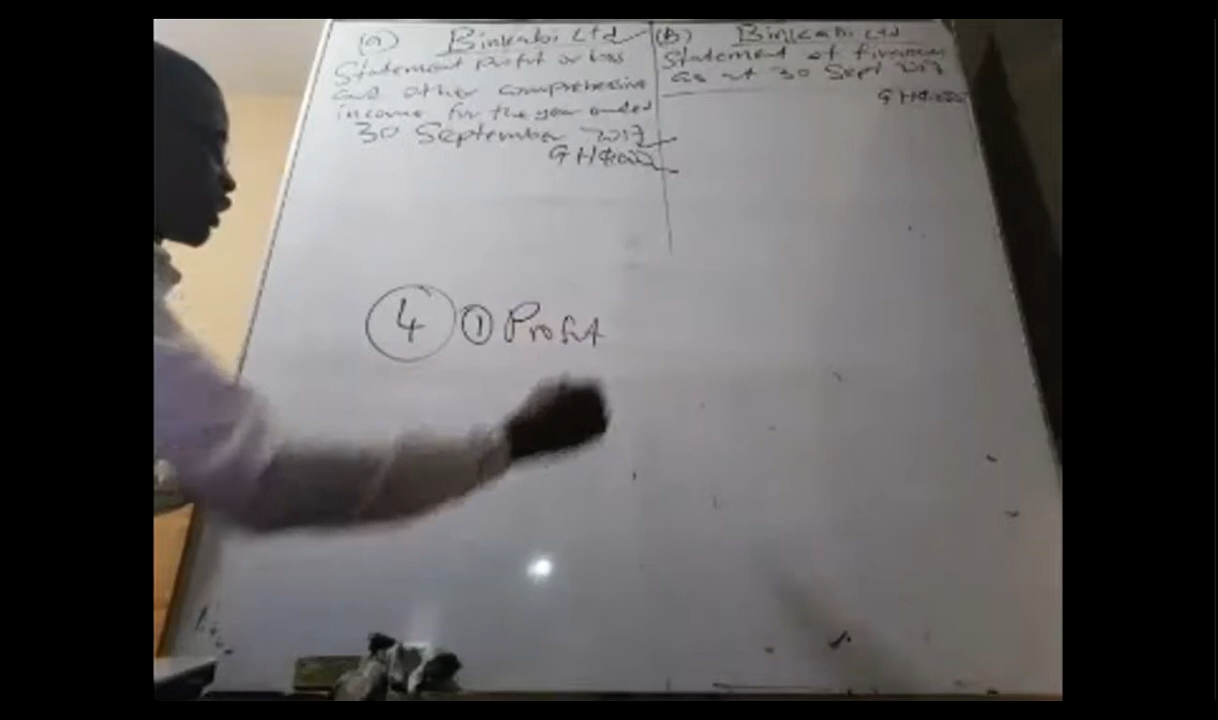 (a) Binkabi Ltd
Statement profit or loss
and other comprehensive
income for the year ended
30 September 2017
GH¢000
(b) Binkabi Ltd
Statement of finance
as at 30 Sept 2017
GH¢000
4 1 Profit